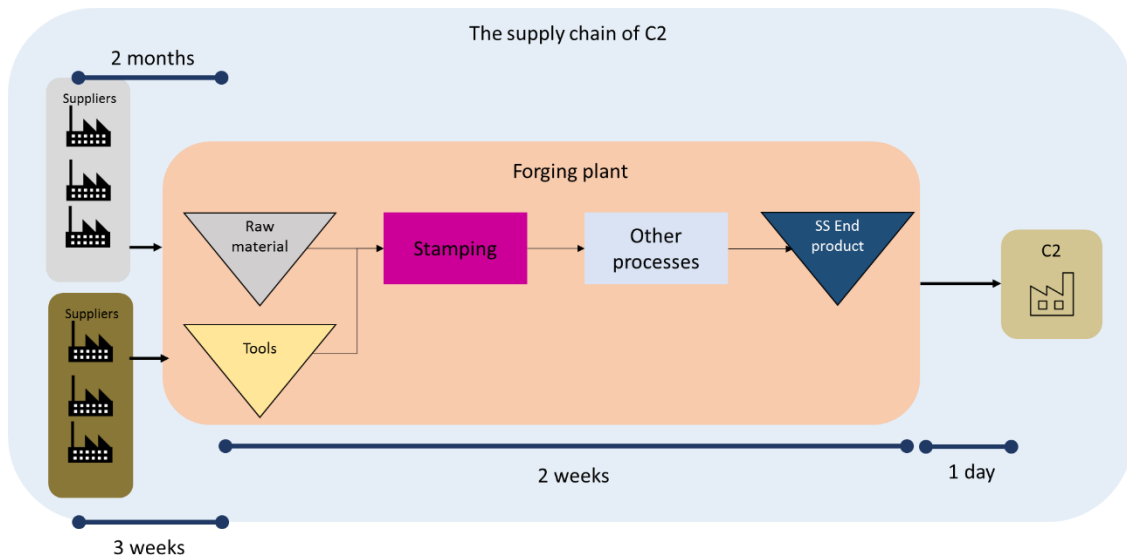 The supply chain of C2
2 months
Suppliers
Forging plant
Raw
material
Stamping
Other
processes
SS End
product
C2
Suppliers
Tools
2 weeks
1 day
3 weeks